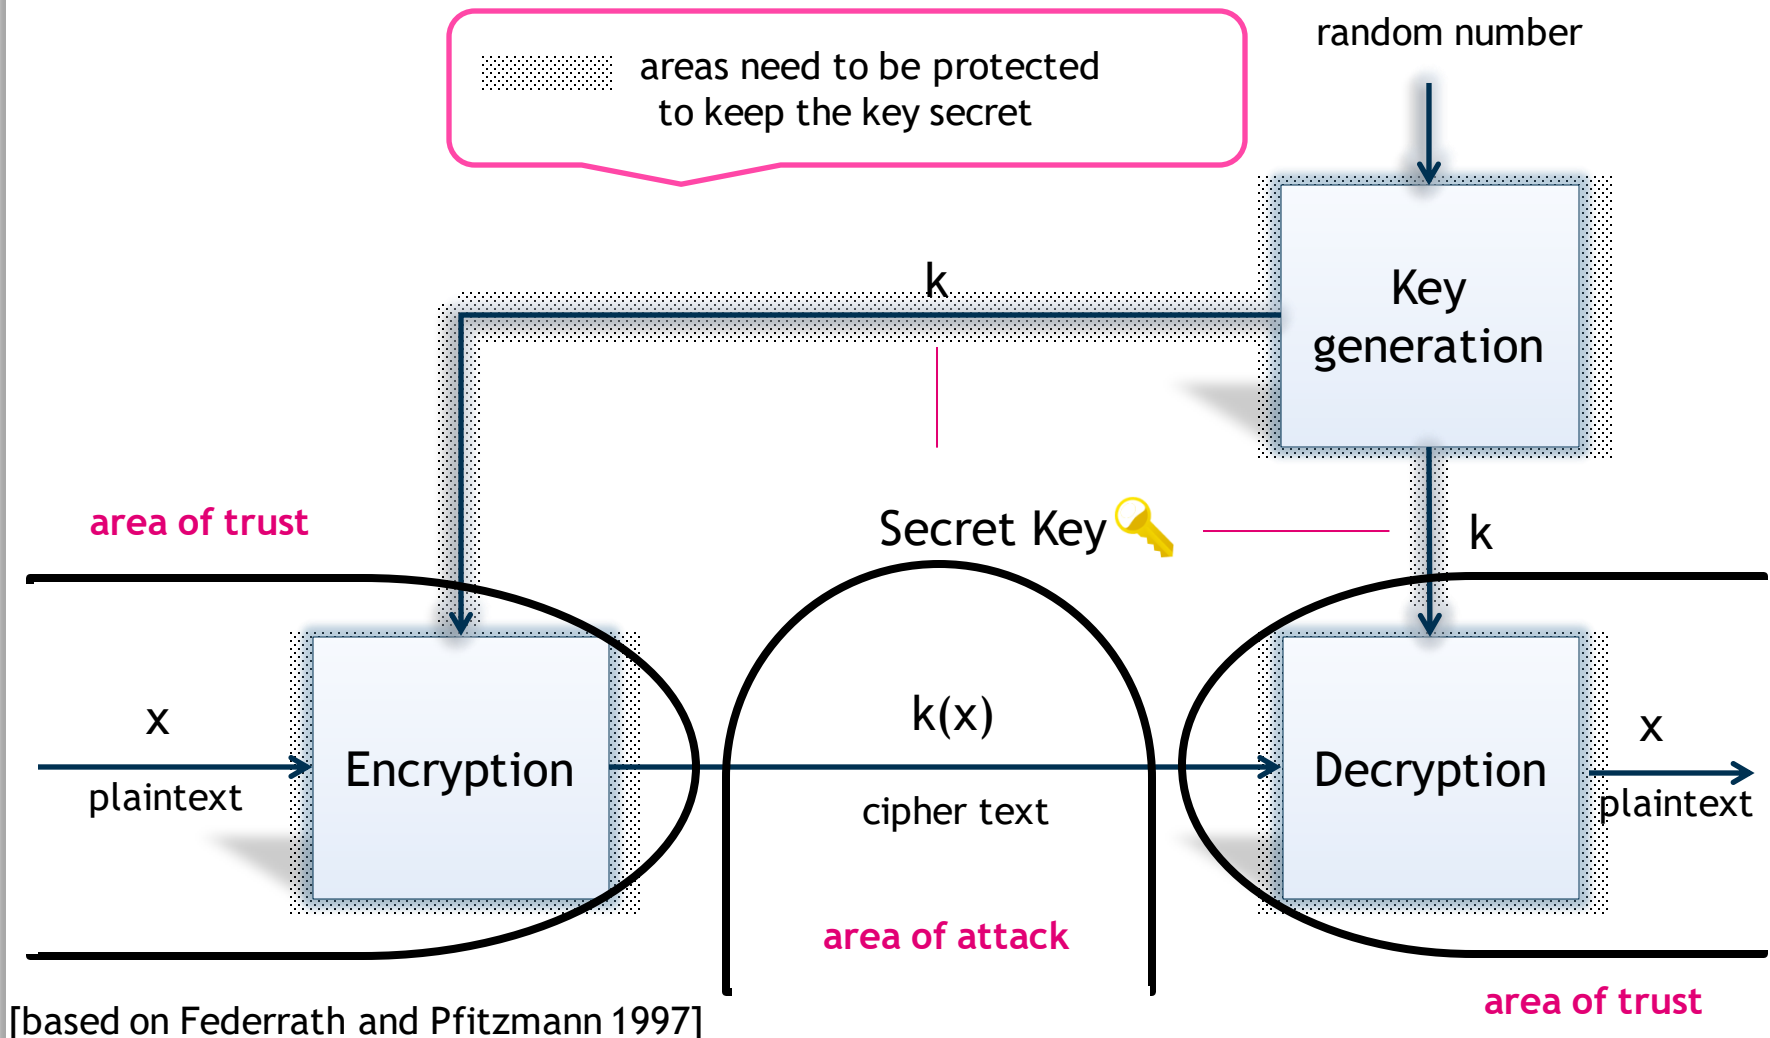 random number
areas need to be protected
to keep the key secret
k
Key
generation
area of trust
Secret Key
k
x
k(x)
x
Encryption
Decryption
plaintext
cipher text
plaintext
area of attack
area of trust
[based on Federrath and Pfitzmann 1997]